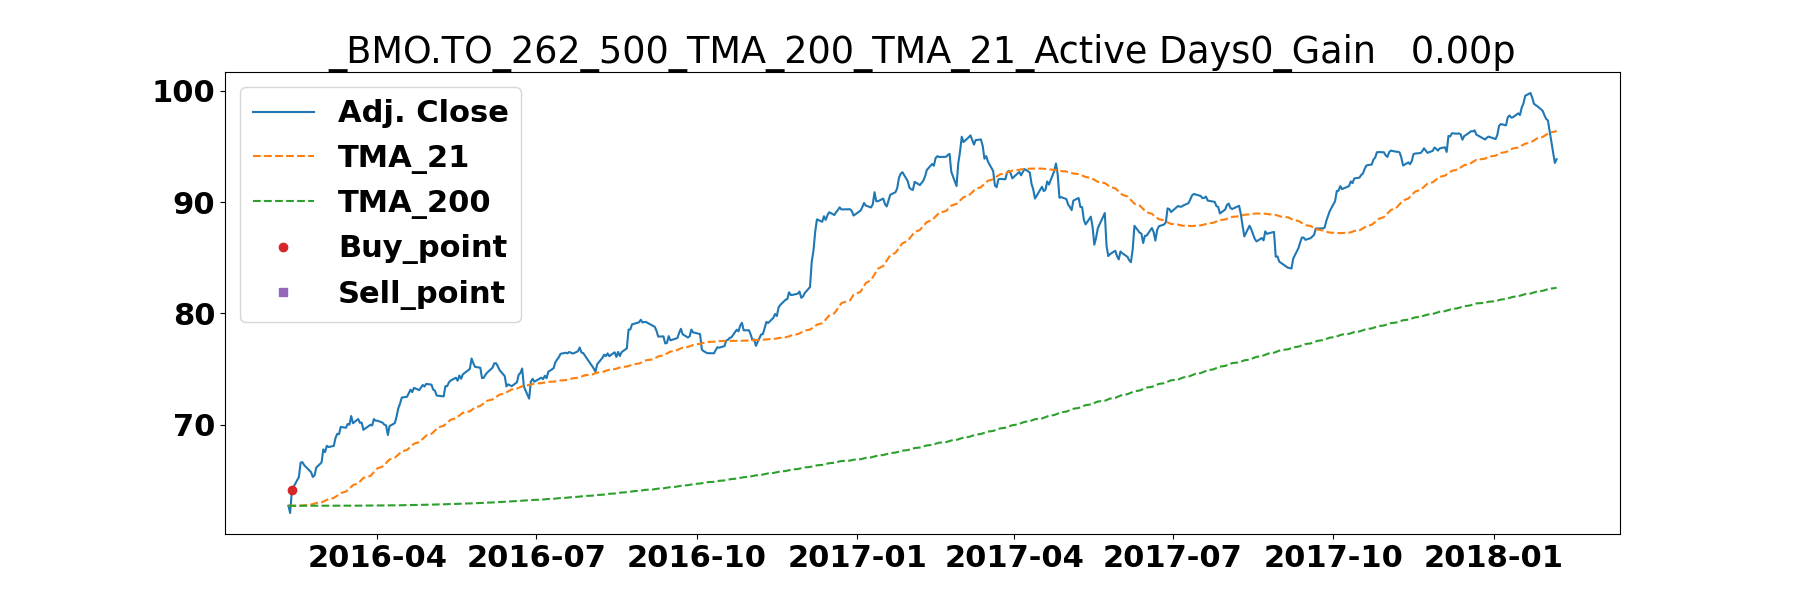 _BMO.TO_262_500_TMA_200_TMA_21_Active Days0_Gain   0.00p
100
90
80
70
Adj. Close
TMA_21
TMA_200
Buy_point
Sell_point
2016-04 2016-07 2016-10 2017-01 2017-04 2017-07 2017-10 2018-01